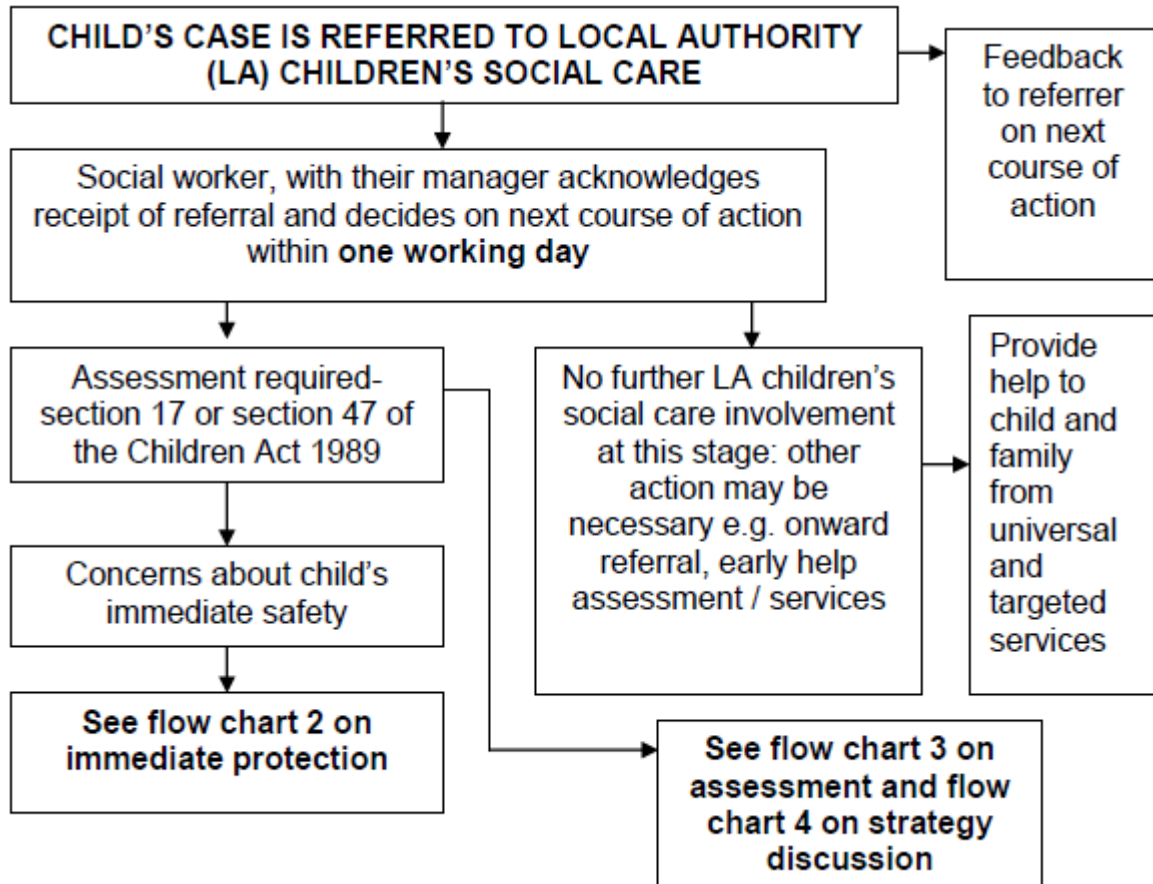 CHILD’S CASE IS REFERRED TO LOCAL AUTHORITY
(LA) CHILDREN’S SOCIAL CARE
Feedback
to referrer
on next
course of
action
Social worker, with their manager acknowledges
receipt of referral and decides on next course of action
within one working day
Assessment required-
section 17 or section 47 of
the Children Act 1989
No further LA children’s
social care involvement
at this stage: other
action may be
necessary e.g. onward
referral, early help
assessment / services
Provide
help to
child and
family
from
universal
and
targeted
services
Concerns about child’s
immediate safety
See flow chart 2 on
immediate protection
See flow chart 3 on
assessment and flow
chart 4 on strategy
discussion